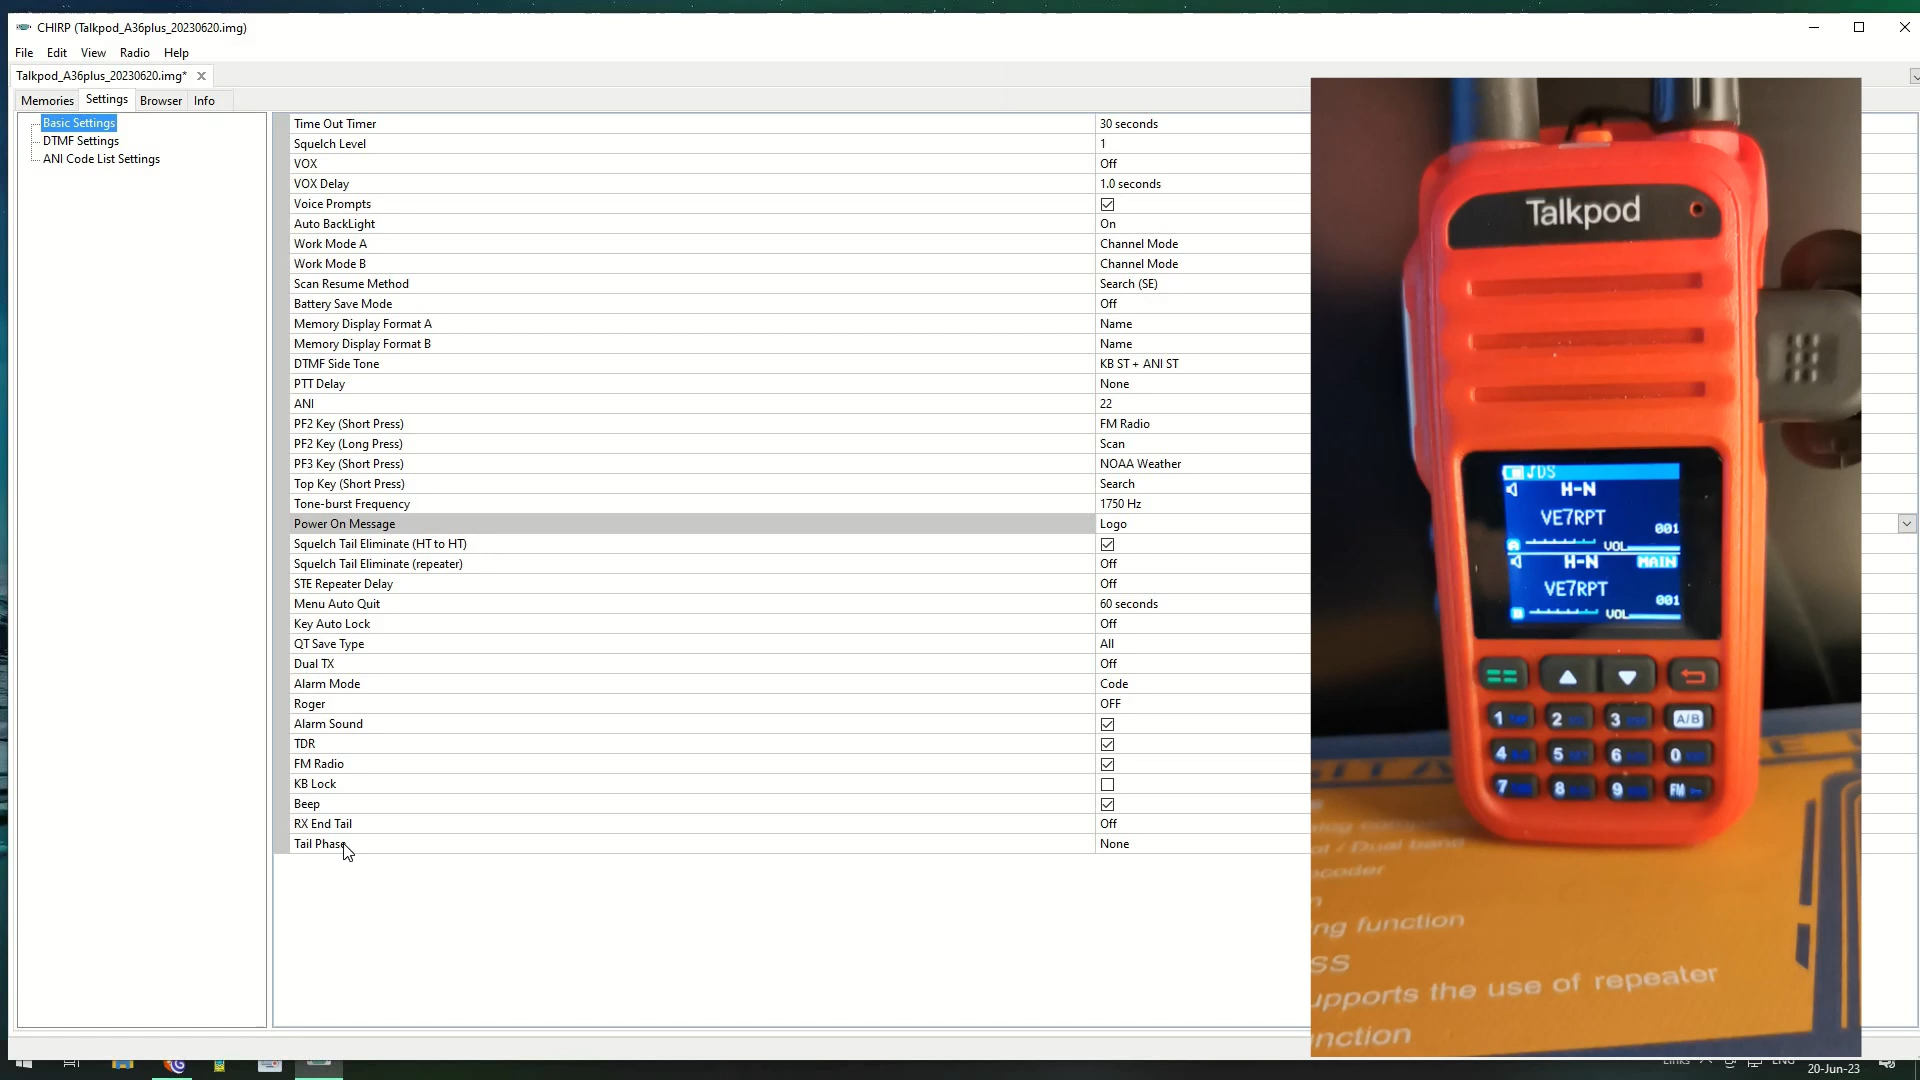 CHIRP (Talkpod_A36plus_20230620.img)
File Edit View Radio Help
Talkpod_A36plus_20230620.img*
Memories Settings Browser Info
Basic Settings
DTMF Settings
ANI Code List Settings
Time Out Timer 30 seconds
Squelch Level 1
VOX Off
VOX Delay 1.0 seconds
Voice Prompts
Auto BackLight On
Work Mode A Channel Mode
Work Mode B Channel Mode
Scan Resume Method Search (SE)
Battery Save Mode Off
Memory Display Format A Name
Memory Display Format B Name
DTMF Side Tone KB ST + ANI ST
PTT Delay None
ANI 22
PF2 Key (Short Press) FM Radio
PF2 Key (Long Press) Scan
PF3 Key (Short Press) NOAA Weather
Top Key (Short Press) Search
Tone-burst Frequency 1750 Hz
Power On Message Logo
Squelch Tail Eliminate (HT to HT)
Squelch Tail Eliminate (repeater) Off
STE Repeater Delay Off
Menu Auto Quit 60 seconds
Key Auto Lock Off
QT Save Type All
Dual TX Off
Alarm Mode Code
Roger OFF
Alarm Sound
TDR
FM Radio
KB Lock
Beep
RX End Tail Off
Tail Phase None
Talkpod
DS
H-N
VE7RPT
001
A VOL
H-N MAIN
VE7RPT
001
B VOL
1 2 3 A/B
4 5 6 0
7 8 9 FM
/ Dual band
ng function
upports the use of repeater
nction
ENG
20-Jun-23